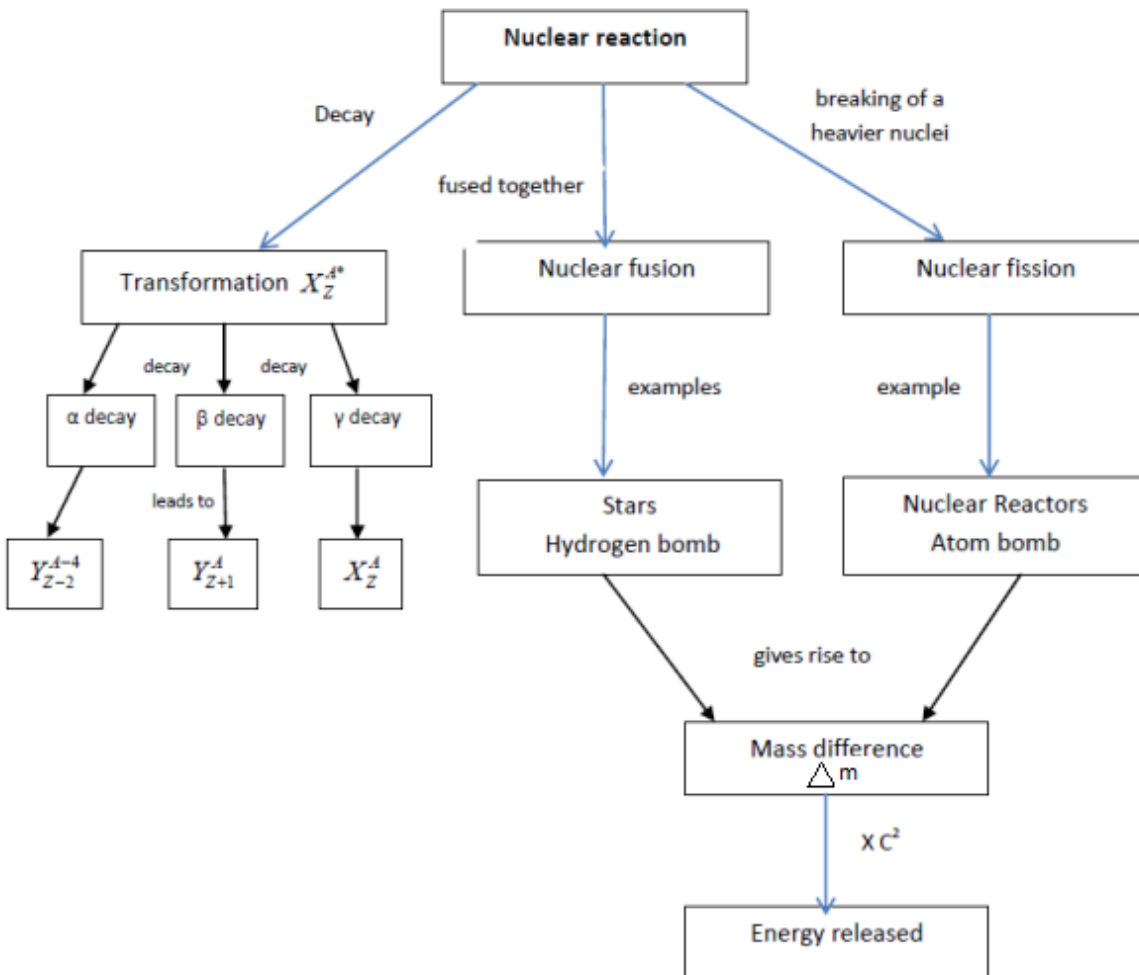 Nuclear reaction
Decay
breaking of a
heavier nuclei
fused together
Transformation X_Z^{A*}
Nuclear fusion
Nuclear fission
decay
decay
examples
example
α decay
β decay
γ decay
leads to
Stars
Hydrogen bomb
Nuclear Reactors
Atom bomb
Y_{Z-2}^{A-4}
Y_{Z+1}^{A}
X_Z^A
gives rise to
Mass difference
△ m
X C²
Energy released